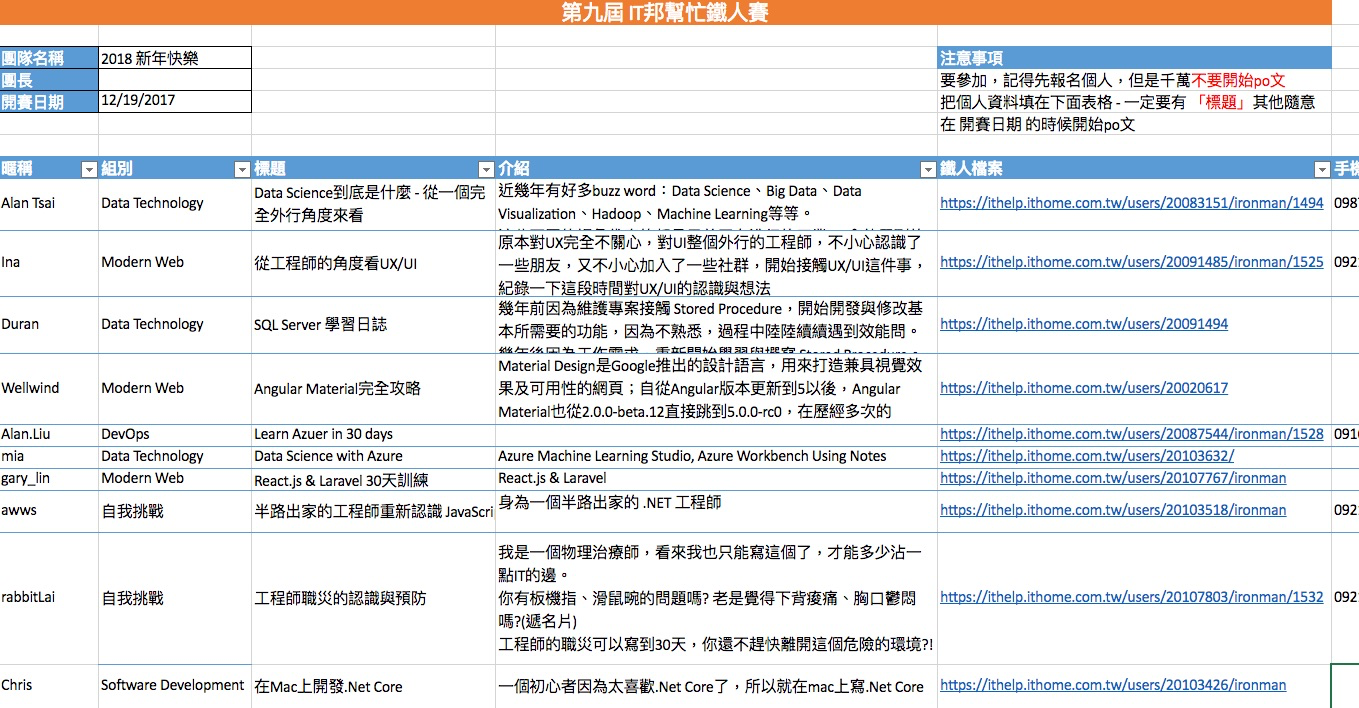 第九屆 IT邦幫忙鐵人賽
團隊名稱 2018 新年快樂
團長
開賽日期 12/19/2017
注意事項
要參加，記得先報名個人，但是千萬不要開始po文
把個人資料填在下面表格 - 一定要有 「標題」其他隨意
在 開賽日期 的時候開始po文
暱稱 組別 標題 介紹 鐵人檔案 手機
Alan Tsai
Data Technology
Data Science到底是什麼 - 從一個完
全外行角度來看
近幾年有好多buzz word：Data Science、Big Data、Data
Visualization、Hadoop、Machine Learning等等。
https://ithelp.ithome.com.tw/users/20083151/ironman/1494
098
Ina
Modern Web
從工程師的角度看UX/UI
原本對UX完全不關心，對UI整個外行的工程師，不小心認識了
一些朋友，又不小心加入了一些社群，開始接觸UX/UI這件事，
紀錄一下這段時間對UX/UI的認識與想法
https://ithelp.ithome.com.tw/users/20091485/ironman/1525
092
Duran
Data Technology
SQL Server 學習日誌
幾年前因為維護專案接觸 Stored Procedure，開始開發與修改基
本所需要的功能，因為不熟悉，過程中陸陸續續遇到效能問。
幾年後因為工作需求，重新開始學習與撰寫 Stored Procedure。
https://ithelp.ithome.com.tw/users/20091494
Wellwind
Modern Web
Angular Material完全攻略
Material Design是Google推出的設計語言，用來打造兼具視覺效
果及可用性的網頁；自從Angular版本更新到5以後，Angular
Material也從2.0.0-beta.12直接跳到5.0.0-rc0，在歷經多次的
https://ithelp.ithome.com.tw/users/20020617
Alan.Liu
DevOps
Learn Azuer in 30 days
https://ithelp.ithome.com.tw/users/20087544/ironman/1528
091
mia
Data Technology
Data Science with Azure
Azure Machine Learning Studio, Azure Workbench Using Notes
https://ithelp.ithome.com.tw/users/20103632/
gary_lin
Modern Web
React.js & Laravel 30天訓練
React.js & Laravel
https://ithelp.ithome.com.tw/users/20107767/ironman
awws
自我挑戰
半路出家的工程師重新認識 JavaScri
身為一個半路出家的 .NET 工程師
https://ithelp.ithome.com.tw/users/20103518/ironman
092
rabbitLai
自我挑戰
工程師職災的認識與預防
我是一個物理治療師，看來我也只能寫這個了，才能多少沾一
點IT的邊。
你有板機指、滑鼠腕的問題嗎? 老是覺得下背痠痛、胸口鬱悶
嗎?(遞名片)
工程師的職災可以寫到30天，你還不趕快離開這個危險的環境?!
https://ithelp.ithome.com.tw/users/20107803/ironman/1532
092
Chris
Software Development
在Mac上開發.Net Core
一個初心者因為太喜歡.Net Core了，所以就在mac上寫.Net Core
https://ithelp.ithome.com.tw/users/20103426/ironman